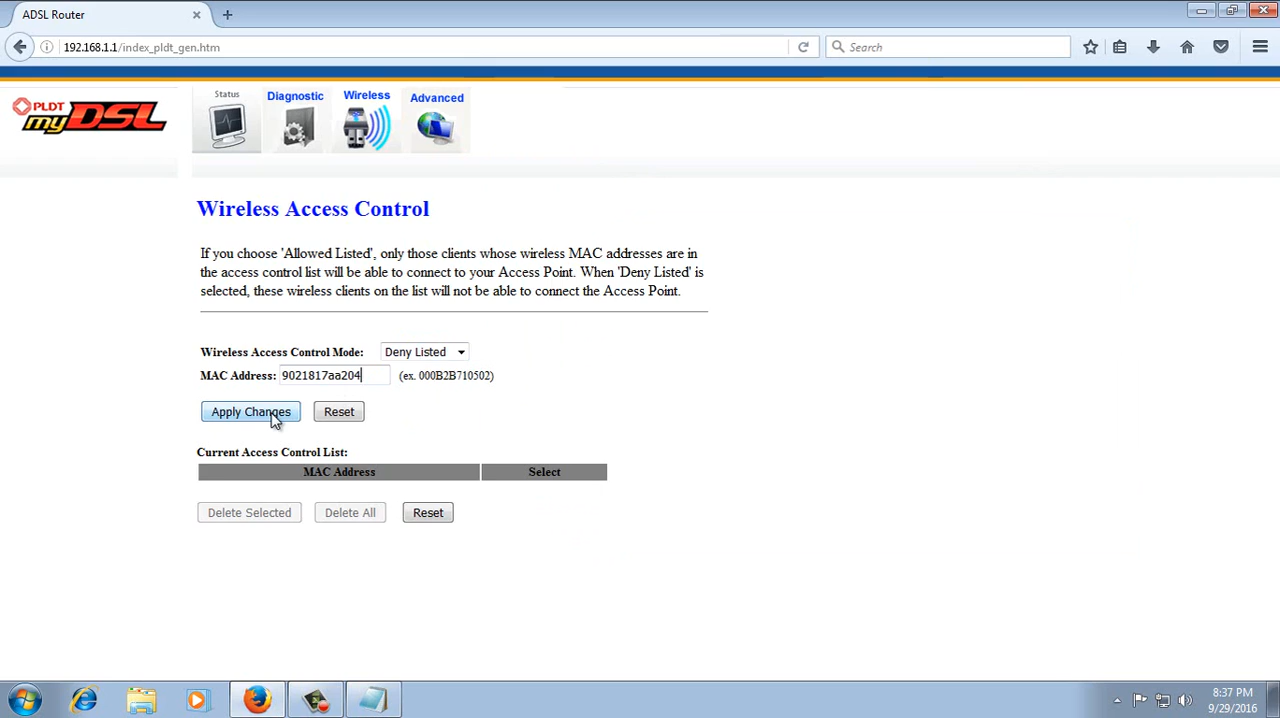 ADSL Router
192.168.1.1/index_pldt_gen.htm
Search
PLDT
myDSL
Status
Diagnostic
Wireless
Advanced
Wireless Access Control
If you choose 'Allowed Listed', only those clients whose wireless MAC addresses are in
the access control list will be able to connect to your Access Point. When 'Deny Listed' is
selected, these wireless clients on the list will not be able to connect the Access Point.
Wireless Access Control Mode: Deny Listed
MAC Address: 9021817aa204 (ex. 000B2B710502)
Apply Changes Reset
Current Access Control List:
MAC Address Select
Delete Selected Delete All Reset
8:37 PM
9/29/2016